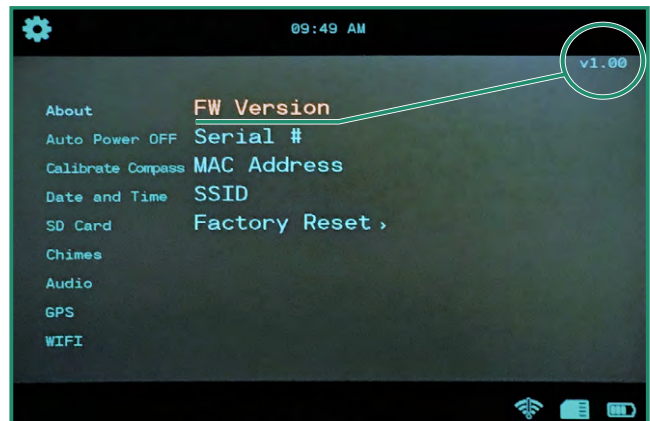 09:49 AM
v1.00
About FW Version
Auto Power OFF Serial #
Calibrate Compass MAC Address
Date and Time SSID
SD Card Factory Reset ›
Chimes
Audio
GPS
WIFI